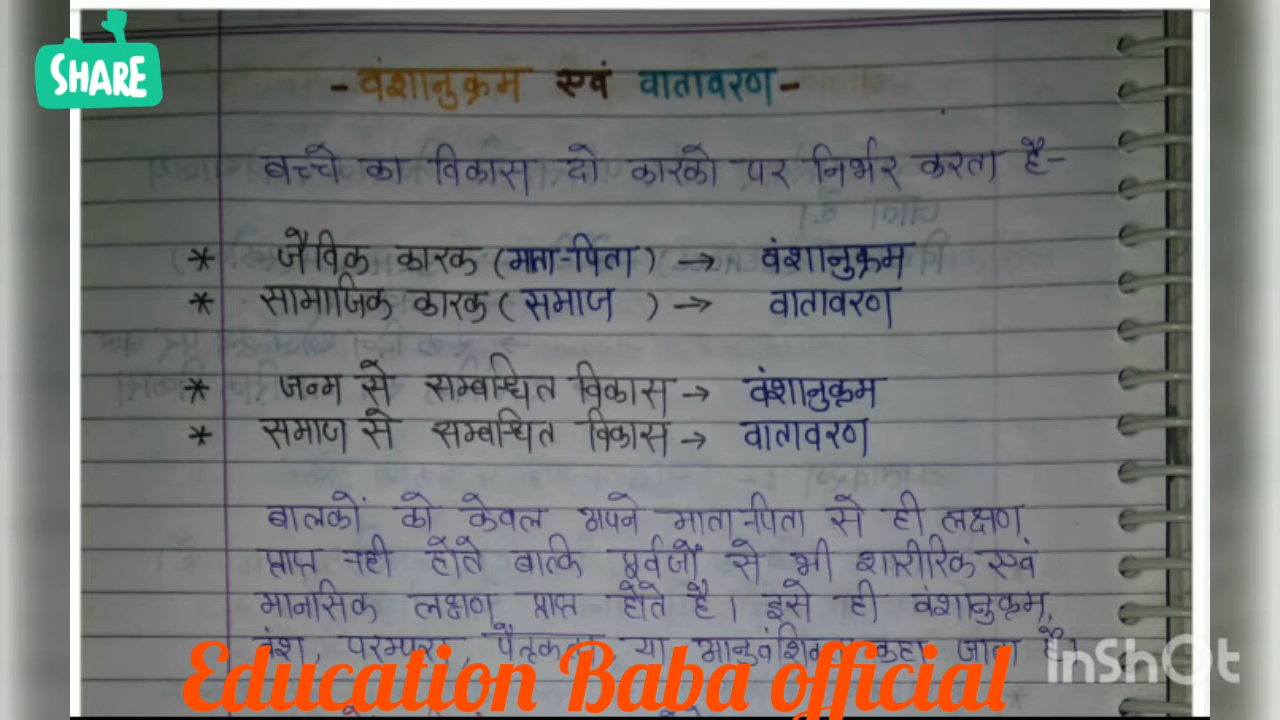 SHARE
- वंशानुक्रम एवं वातावरण -
बच्चे का विकास दो कारको पर निर्भर करता है-
* जैविक कारक (माता-पिता) → वंशानुक्रम
* सामाजिक कारक ( समाज ) → वातावरण
* जन्म से सम्बन्धित विकास → वंशानुक्रम
* समाज से सम्बन्धित विकास → वातावरण
बालकों को केवल अपने माता-पिता से ही लक्षण
प्राप्त नही होते बल्कि पूर्वजों से भी शारीरिक एवं
मानसिक लक्षण प्राप्त होते है। इसे ही वंशानुक्रम,
वंश, परम्परा, पैतृकता या आनुवंशिकता कहा जाता है।
Education Baba official
InShOt